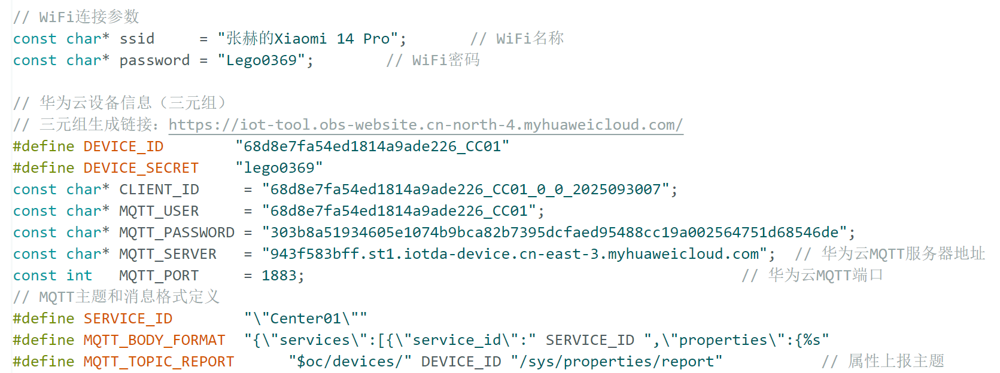 // WiFi连接参数
const char* ssid     = "张赫的Xiaomi 14 Pro";       // WiFi名称
const char* password = "Lego0369";        // WiFi密码
// 华为云设备信息（三元组）
// 三元组生成链接：https://iot-tool.obs-website.cn-north-4.myhuaweicloud.com/
#define DEVICE_ID        "68d8e7fa54ed1814a9ade226_CC01"
#define DEVICE_SECRET    "lego0369"
const char* CLIENT_ID     = "68d8e7fa54ed1814a9ade226_CC01_0_0_2025093007";
const char* MQTT_USER     = "68d8e7fa54ed1814a9ade226_CC01";
const char* MQTT_PASSWORD = "303b8a51934605e1074b9bca82b7395dcfaed95488cc19a002564751d68546de";
const char* MQTT_SERVER   = "943f583bff.st1.iotda-device.cn-east-3.myhuaweicloud.com";  // 华为云MQTT服务器地址
const int   MQTT_PORT     = 1883;                                                 // 华为云MQTT端口
// MQTT主题和消息格式定义
#define SERVICE_ID        "\"Center01\""
#define MQTT_BODY_FORMAT  "{\"services\":[{\"service_id\":" SERVICE_ID ",\"properties\":{%s"
#define MQTT_TOPIC_REPORT      "$oc/devices/" DEVICE_ID "/sys/properties/report"           // 属性上报主题